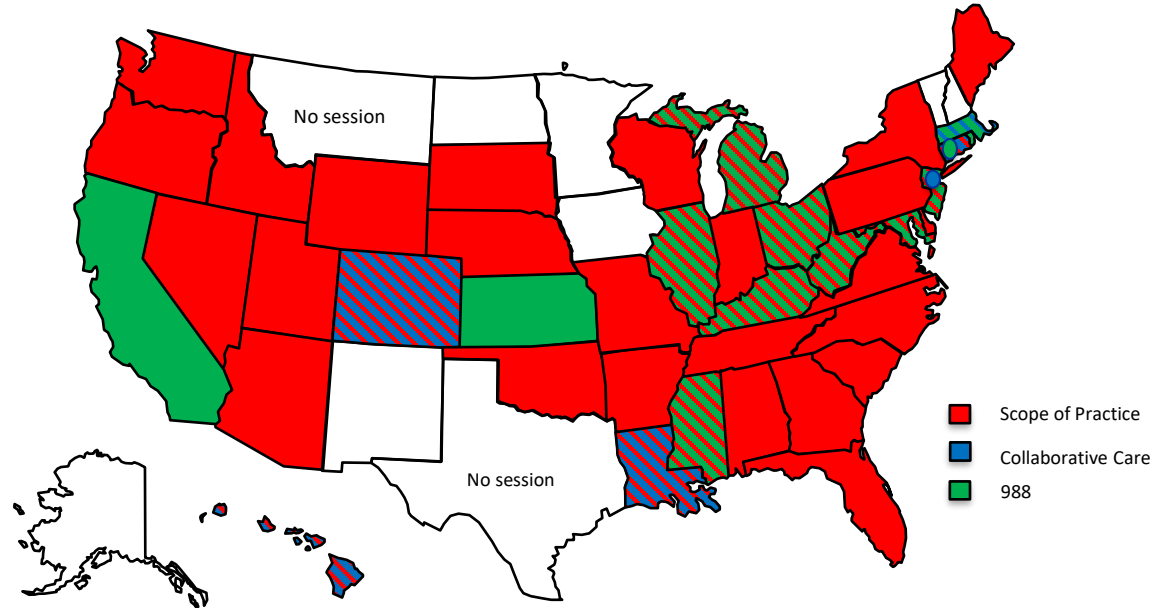 No session
No session
Scope of Practice
Collaborative Care
988